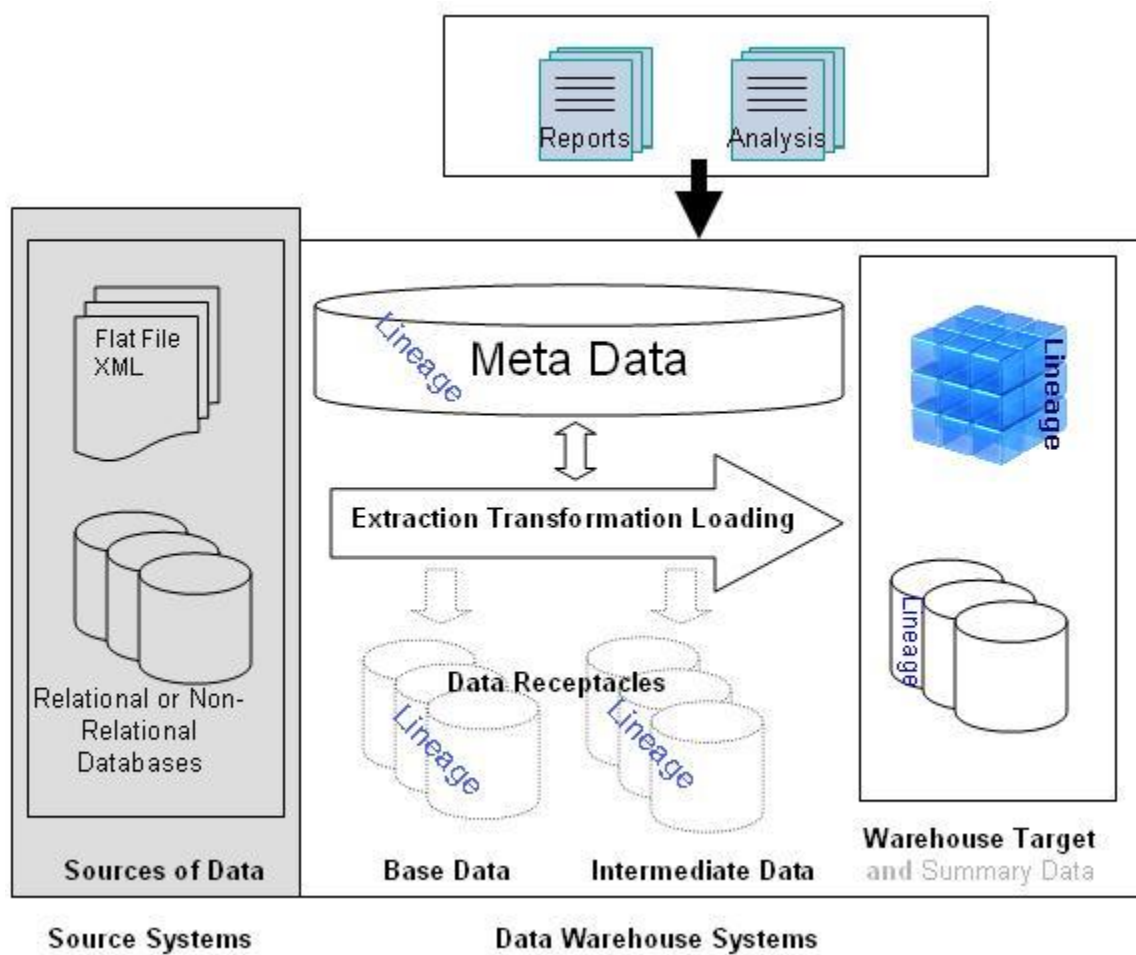 Reports
Analysis
Flat File
XML
Relational or Non-
Relational
Databases
Sources of Data
Lineage
Meta Data
Extraction Transformation Loading
Data Receptacles
Lineage
Lineage
Base Data
Intermediate Data
Lineage
Lineage
Warehouse Target
and Summary Data
Source Systems
Data Warehouse Systems